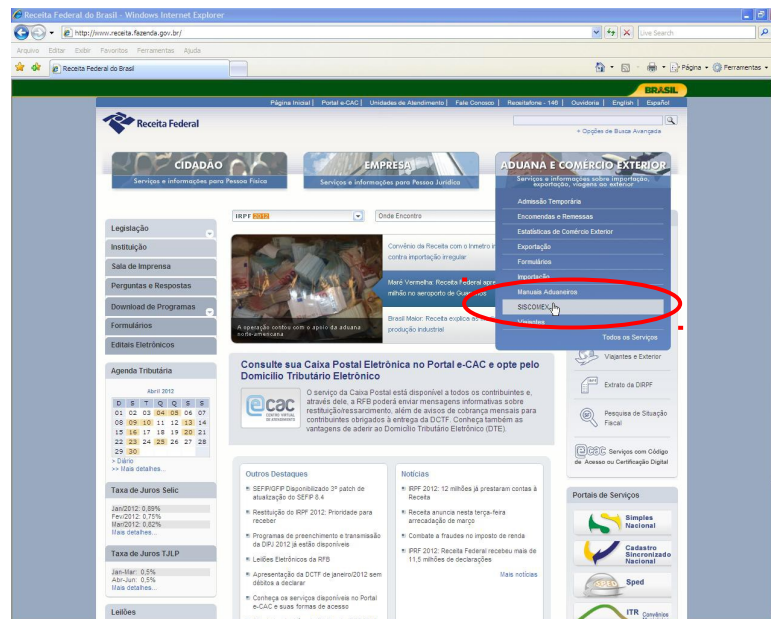 Receita Federal do Brasil - Windows Internet Explorer
http://www.receita.fazenda.gov.br/
Live Search
Arquivo Editar Exibir Favoritos Ferramentas Ajuda
Receita Federal do Brasil
Página Ferramentas
BRASIL
Página Inicial | Portal e-CAC | Unidades de Atendimento | Fale Conosco | Receitafone - 146 | Ouvidoria | English | Español
Receita Federal
+ Opções de Busca Avançada
CIDADÃO
Serviços e informações para Pessoa Física
EMPRESA
Serviços e informações para Pessoa Jurídica
ADUANA E COMÉRCIO EXTERIOR
Serviços e informações sobre importação, exportação, viagens ao exterior
Admissão Temporária
Encomendas e Remessas
Estatísticas de Comércio Exterior
Exportação
Formulários
Importação
Manuais Aduaneiros
SISCOMEX
Viajantes
Todos os Serviços
IRPF 2012
Onde Encontro
Legislação
Instituição
Sala de Imprensa
Perguntas e Respostas
Download de Programas
Formulários
Editais Eletrônicos
A operação contou com o apoio da aduana norte-americana
Convênio da Receita com o Inmetro
contra importação irregular
Maré Vermelha: Receita Federal
milhão no aeroporto de Guarulhos
Brasil Maior: Receita explica
produção industrial
Viajantes e Exterior
Extrato da DIRPF
Pesquisa de Situação Fiscal
e-CAC Serviços com Código de Acesso ou Certificação Digital
Agenda Tributária
Abril 2012
D S T Q Q S S
01 02 03 04 05 06 07
08 09 10 11 12 13 14
15 16 17 18 19 20 21
22 23 24 25 26 27 28
29 30
> Diário
>> Mais detalhes...
Consulte sua Caixa Postal Eletrônica no Portal e-CAC e opte pelo
Domicílio Tributário Eletrônico
e cac
CENTRO VIRTUAL DE ATENDIMENTO
O serviço da Caixa Postal está disponível a todos os contribuintes e,
através dele, a RFB poderá enviar mensagens informativas sobre
restituição/ressarcimento, além de avisos de cobrança mensais para
contribuintes obrigados à entrega da DCTF. Conheça também as
vantagens de aderir ao Domicílio Tributário Eletrônico (DTE).
Taxa de Juros Selic
Jan/2012: 0,89%
Fev/2012: 0,75%
Mar/2012: 0,82%
Mais detalhes...
Taxa de Juros TJLP
Jan-Mar: 0,5%
Abr-Jun: 0,5%
Mais detalhes...
Leilões
Outros Destaques
SEFIP/GFIP Disponibilizado 3º patch de
atualização do SEFIP 8.4
Restituição do IRPF 2012: Prioridade para
receber
Programas de preenchimento e transmissão
da DIPJ 2012 já estão disponíveis
Leilões Eletrônicos da RFB
Apresentação da DCTF de janeiro/2012 sem
débitos a declarar
Conheça os serviços disponíveis no Portal
e-CAC e suas formas de acesso
Notícias
IRPF 2012: 12 milhões já prestaram contas à
Receita
Receita anuncia nesta terça-feira
arrecadação de março
Combate a fraudes no imposto de renda
IRPF 2012: Receita Federal recebeu mais de
11,5 milhões de declarações
Mais notícias
Portais de Serviços
Simples Nacional
Cadastro Sincronizado Nacional
Sped
ITR Convênios